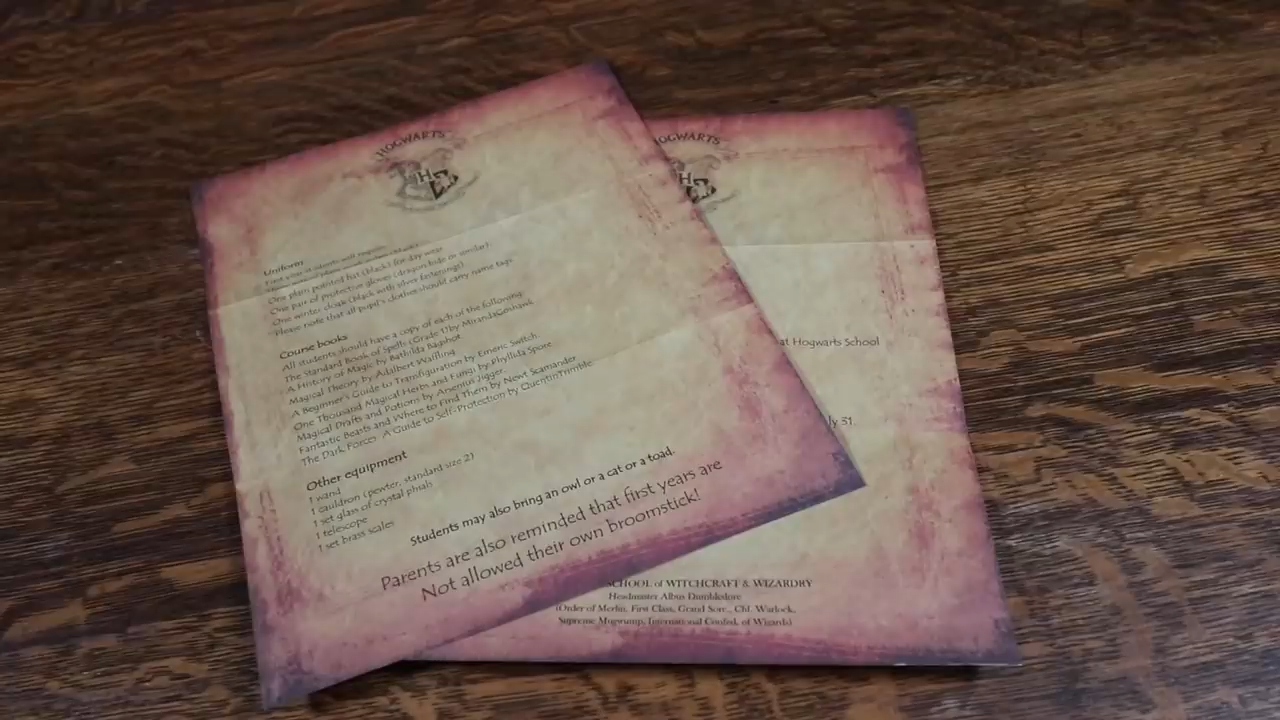 HOGWARTS
H
Uniform
First year students will require:
One plain pointed hat (black) for day wear
One pair of protective gloves (dragon hide or similar)
One winter cloak (black with silver fastenings)
Please note that all pupil's clothes should carry name tags
Course books
All students should have a copy of each of the following:
The Standard Book of Spells (Grade 1) by Miranda Goshawk
A History of Magic by Bathilda Bagshot
Magical Theory by Adalbert Waffling
A Beginner's Guide to Transfiguration by Emeric Switch
One Thousand Magical Herbs and Fungi by Phyllida Spore
Magical Drafts and Potions by Arsenius Jigger
Fantastic Beasts and Where to Find Them by Newt Scamander
The Dark Forces: A Guide to Self-Protection by Quentin Trimble
Other equipment
1 wand
1 cauldron (pewter, standard size 2)
1 set glass of crystal phials
1 telescope
1 set brass scales
Students may also bring an owl or a cat or a toad.
Parents are also reminded that first years are
Not allowed their own broomstick!
HOGWARTS
H
at Hogwarts School
ly 31.
SCHOOL of WITCHCRAFT & WIZARDRY
Headmaster Albus Dumbledore
(Order of Merlin, First Class, Grand Sorc., Chf. Warlock,
Supreme Mugwump, International Confed. of Wizards)